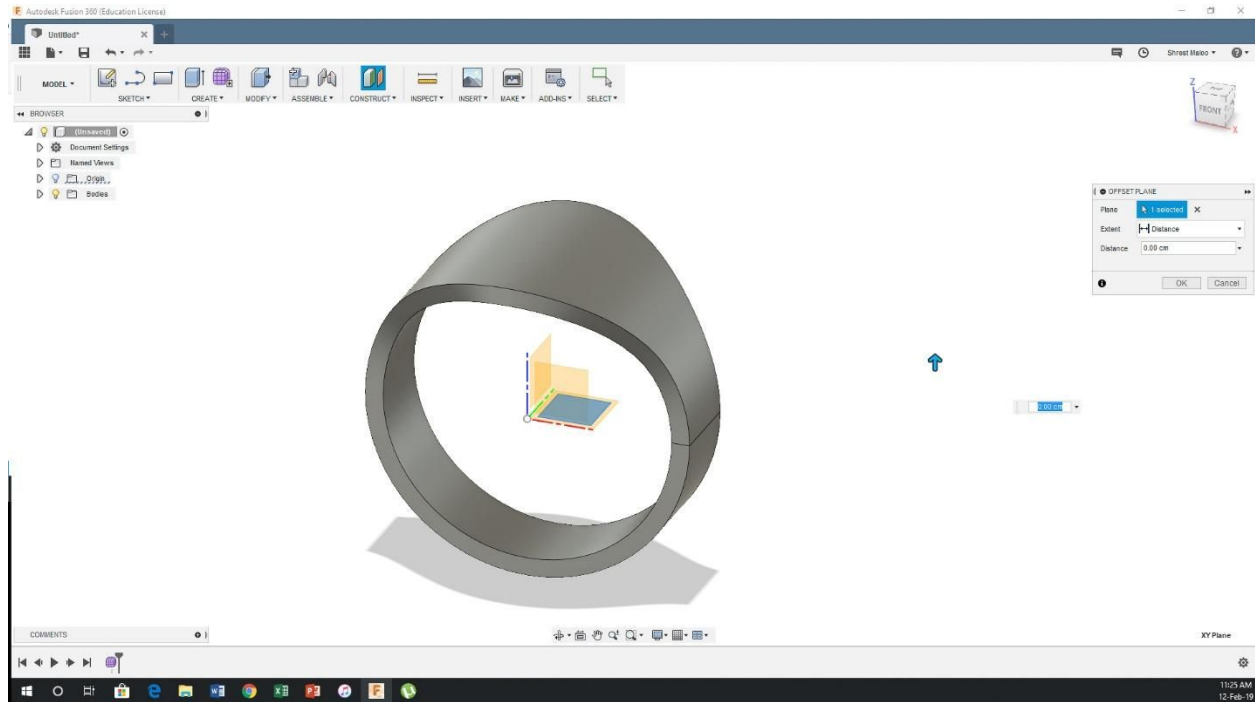 Autodesk Fusion 360 (Education License)
Untitled*
Shrest Maloo
MODEL
SKETCH
CREATE
MODIFY
ASSEMBLE
CONSTRUCT
INSPECT
INSERT
MAKE
ADD-INS
SELECT
BROWSER
(Unsaved)
Document Settings
Named Views
Origin
Bodies
Z
FRONT
X
OFFSET PLANE
Plane 1 selected
Extent Distance
Distance 0.00 cm
OK Cancel
0.00 cm
COMMENTS
XY Plane
11:25 AM
12-Feb-19